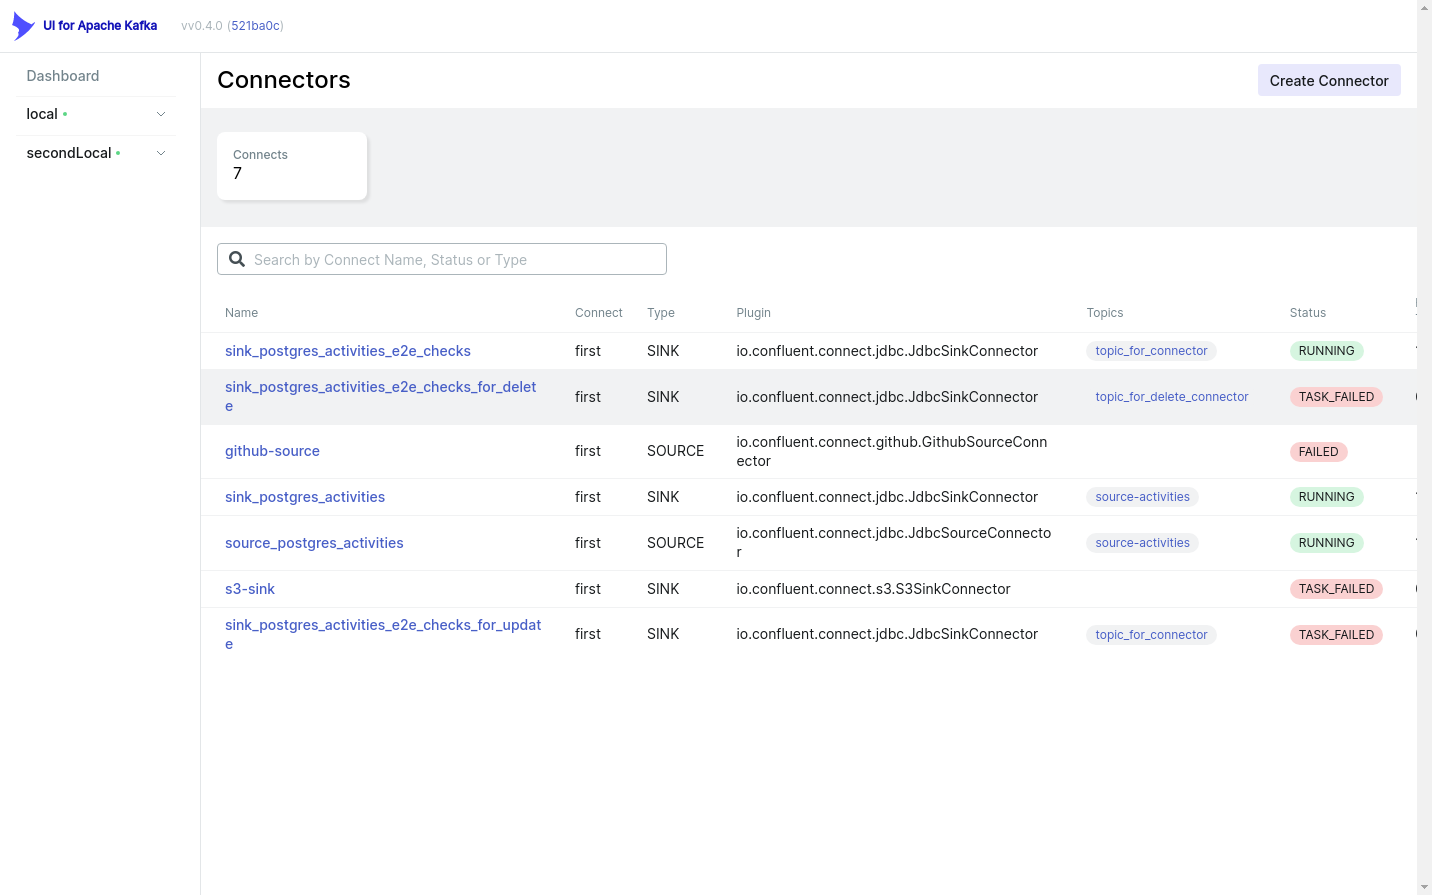 UI for Apache Kafka vv0.4.0 (521ba0c)
Dashboard
local
secondLocal
Connectors
Create Connector
Connects
7
Search by Connect Name, Status or Type
Name Connect Type Plugin Topics Status
sink_postgres_activities_e2e_checks first SINK io.confluent.connect.jdbc.JdbcSinkConnector topic_for_connector RUNNING
sink_postgres_activities_e2e_checks_for_delet
e
first SINK io.confluent.connect.jdbc.JdbcSinkConnector topic_for_delete_connector TASK_FAILED
github-source first SOURCE
io.confluent.connect.github.GithubSourceConn
ector
FAILED
sink_postgres_activities first SINK io.confluent.connect.jdbc.JdbcSinkConnector source-activities RUNNING
source_postgres_activities first SOURCE
io.confluent.connect.jdbc.JdbcSourceConnecto
r
source-activities RUNNING
s3-sink first SINK io.confluent.connect.s3.S3SinkConnector TASK_FAILED
sink_postgres_activities_e2e_checks_for_updat
e
first SINK io.confluent.connect.jdbc.JdbcSinkConnector topic_for_connector TASK_FAILED